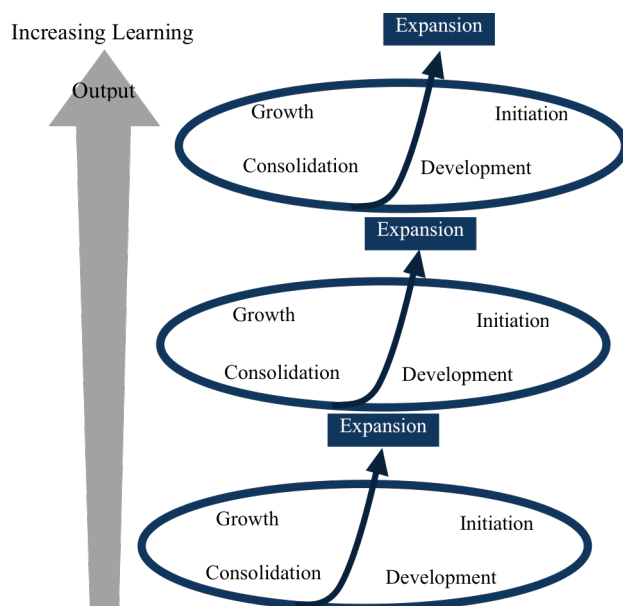 Increasing Learning
Output
Expansion
Growth
Initiation
Consolidation
Development
Expansion
Growth
Initiation
Consolidation
Development
Expansion
Growth
Initiation
Consolidation
Development